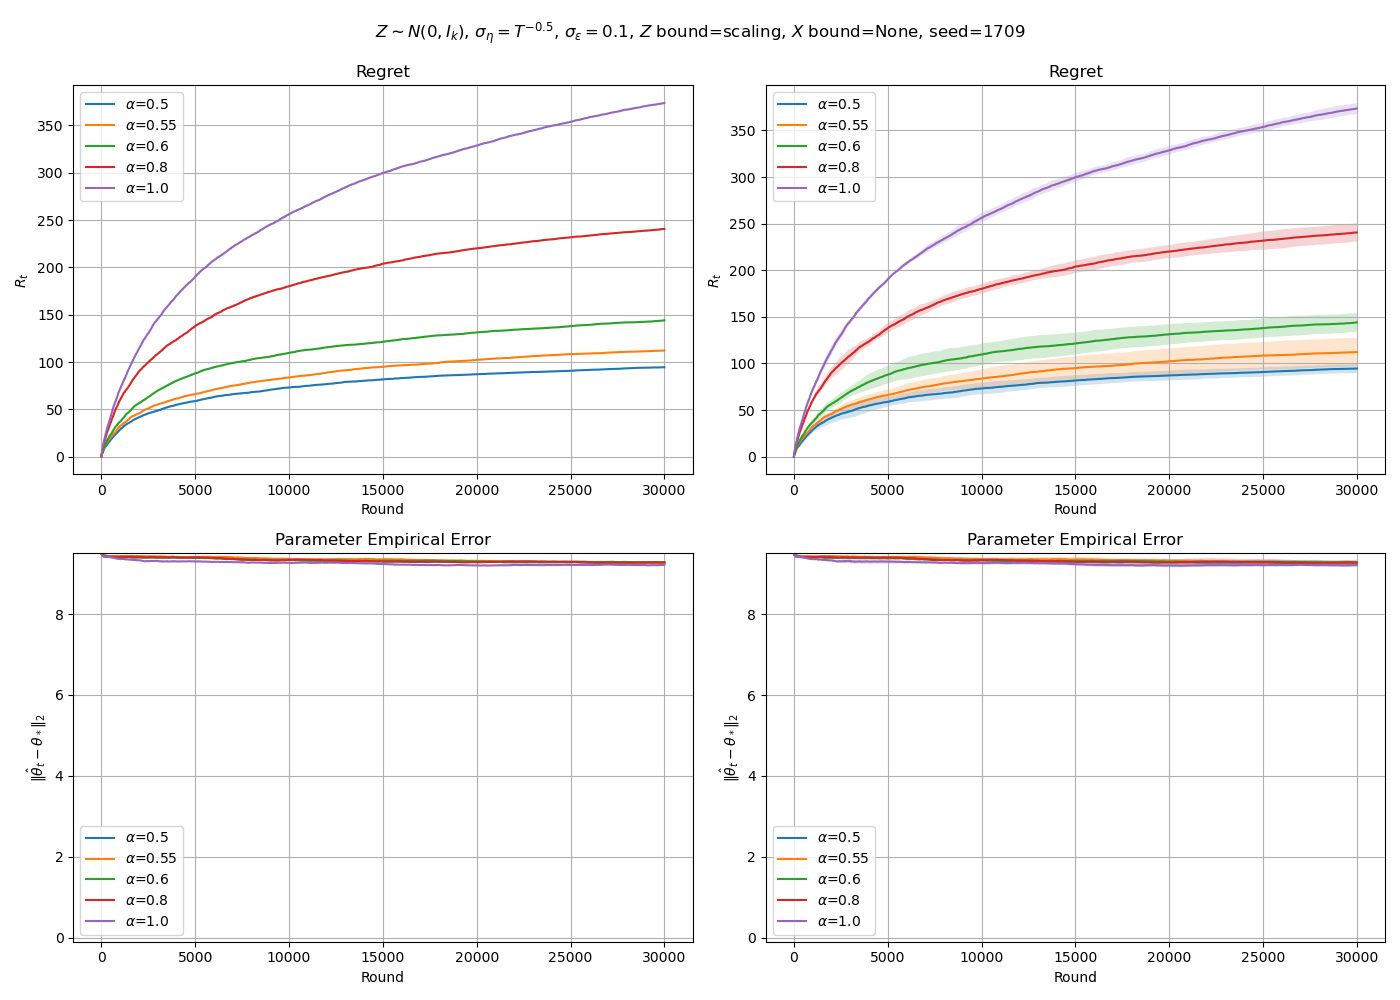 Z ∼ N(0, I_k), σ_η = T^{−0.5}, σ_ε = 0.1, Z bound=scaling, X bound=None, seed=1709
Regret
R_t
350
300
250
200
150
100
50
0
α=0.5
α=0.55
α=0.6
α=0.8
α=1.0
0 5000 10000 15000 20000 25000 30000
Round
Regret
R_t
350
300
250
200
150
100
50
0
α=0.5
α=0.55
α=0.6
α=0.8
α=1.0
0 5000 10000 15000 20000 25000 30000
Round
Parameter Empirical Error
‖θ̂_t − θ_*‖_2
8
6
4
2
0
α=0.5
α=0.55
α=0.6
α=0.8
α=1.0
0 5000 10000 15000 20000 25000 30000
Round
Parameter Empirical Error
‖θ̂_t − θ_*‖_2
8
6
4
2
0
α=0.5
α=0.55
α=0.6
α=0.8
α=1.0
0 5000 10000 15000 20000 25000 30000
Round